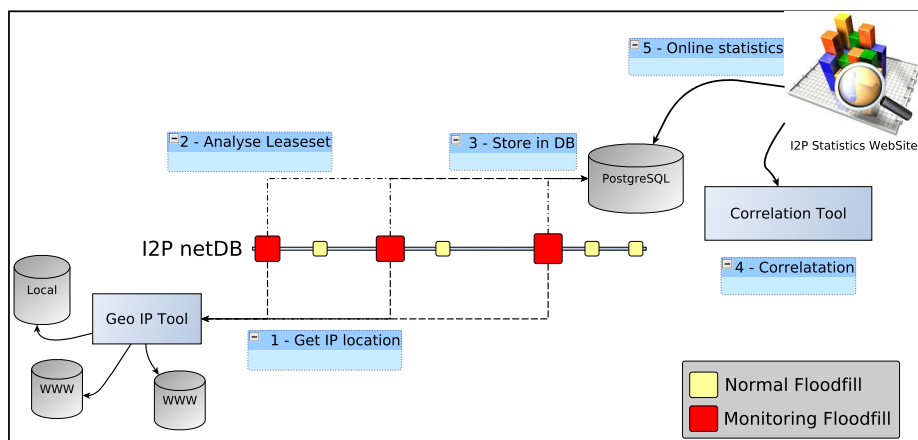 5 - Online statistics
2 - Analyse Leaseset
3 - Store in DB
I2P Statistics WebSite
PostgreSQL
Correlation Tool
I2P netDB
4 - Correlatation
Local
Geo IP Tool
1 - Get IP location
WWW
WWW
Normal Floodfill
Monitoring Floodfill